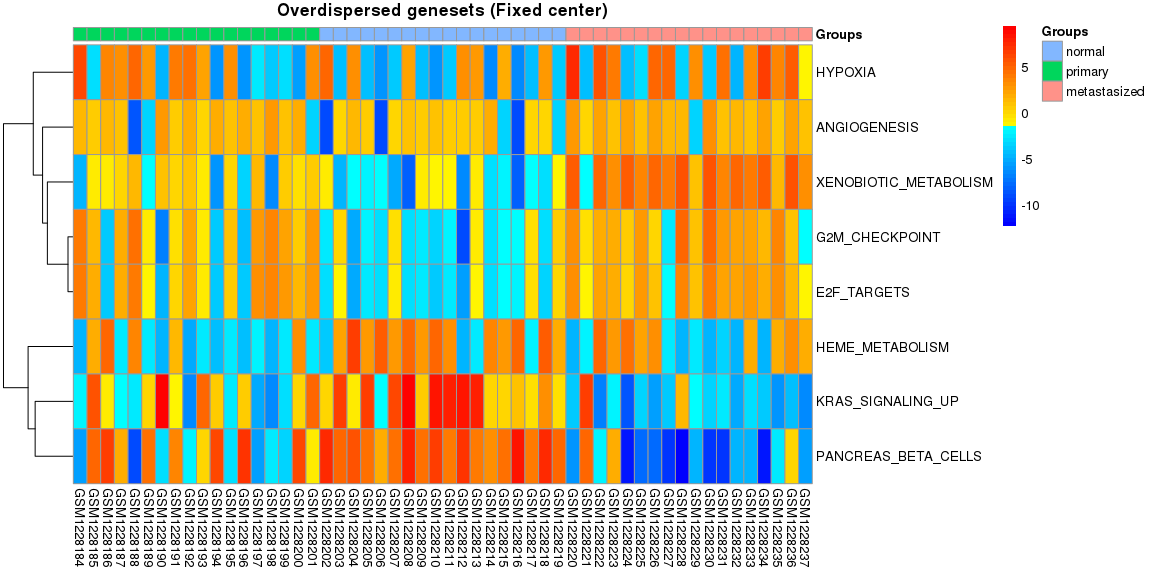 Overdispersed genesets (Fixed center)
Groups
HYPOXIA
ANGIOGENESIS
XENOBIOTIC_METABOLISM
G2M_CHECKPOINT
E2F_TARGETS
HEME_METABOLISM
KRAS_SIGNALING_UP
PANCREAS_BETA_CELLS
5
0
-5
-10
Groups
normal
primary
metastasized
GSM1228184
GSM1228185
GSM1228186
GSM1228187
GSM1228188
GSM1228189
GSM1228190
GSM1228191
GSM1228192
GSM1228193
GSM1228194
GSM1228195
GSM1228196
GSM1228197
GSM1228198
GSM1228199
GSM1228200
GSM1228201
GSM1228202
GSM1228203
GSM1228204
GSM1228205
GSM1228206
GSM1228207
GSM1228208
GSM1228209
GSM1228210
GSM1228211
GSM1228212
GSM1228213
GSM1228214
GSM1228215
GSM1228216
GSM1228217
GSM1228218
GSM1228219
GSM1228220
GSM1228221
GSM1228222
GSM1228223
GSM1228224
GSM1228225
GSM1228226
GSM1228227
GSM1228228
GSM1228229
GSM1228230
GSM1228231
GSM1228232
GSM1228233
GSM1228234
GSM1228235
GSM1228236
GSM1228237